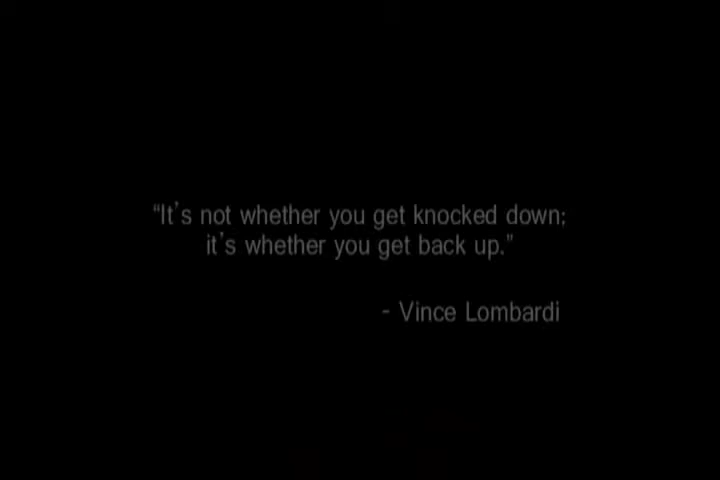 “It’s not whether you get knocked down;
it’s whether you get back up.”
- Vince Lombardi